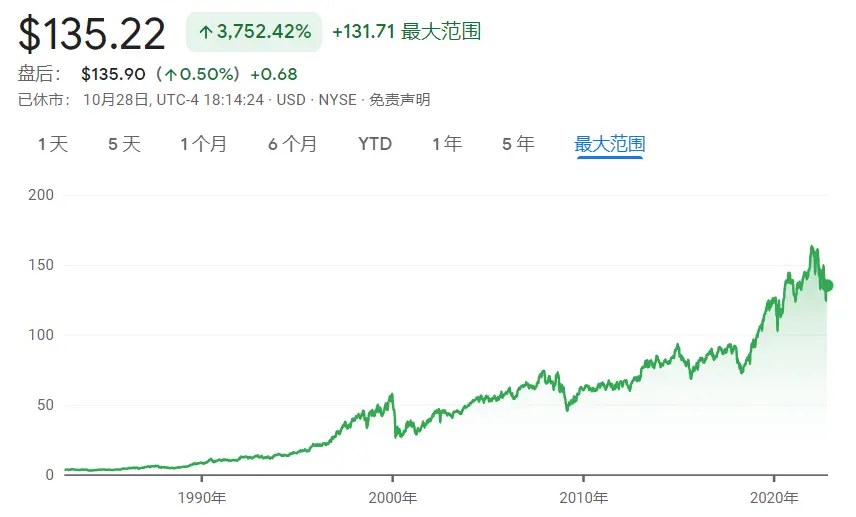 $135.22 ↑3,752.42% +131.71 最大范围
盘后： $135.90 (↑0.50%) +0.68
已休市： 10月28日, UTC-4 18:14:24 · USD · NYSE · 免责声明
1天 5天 1个月 6个月 YTD 1年 5年 最大范围
200
150
100
50
0
1990年 2000年 2010年 2020年